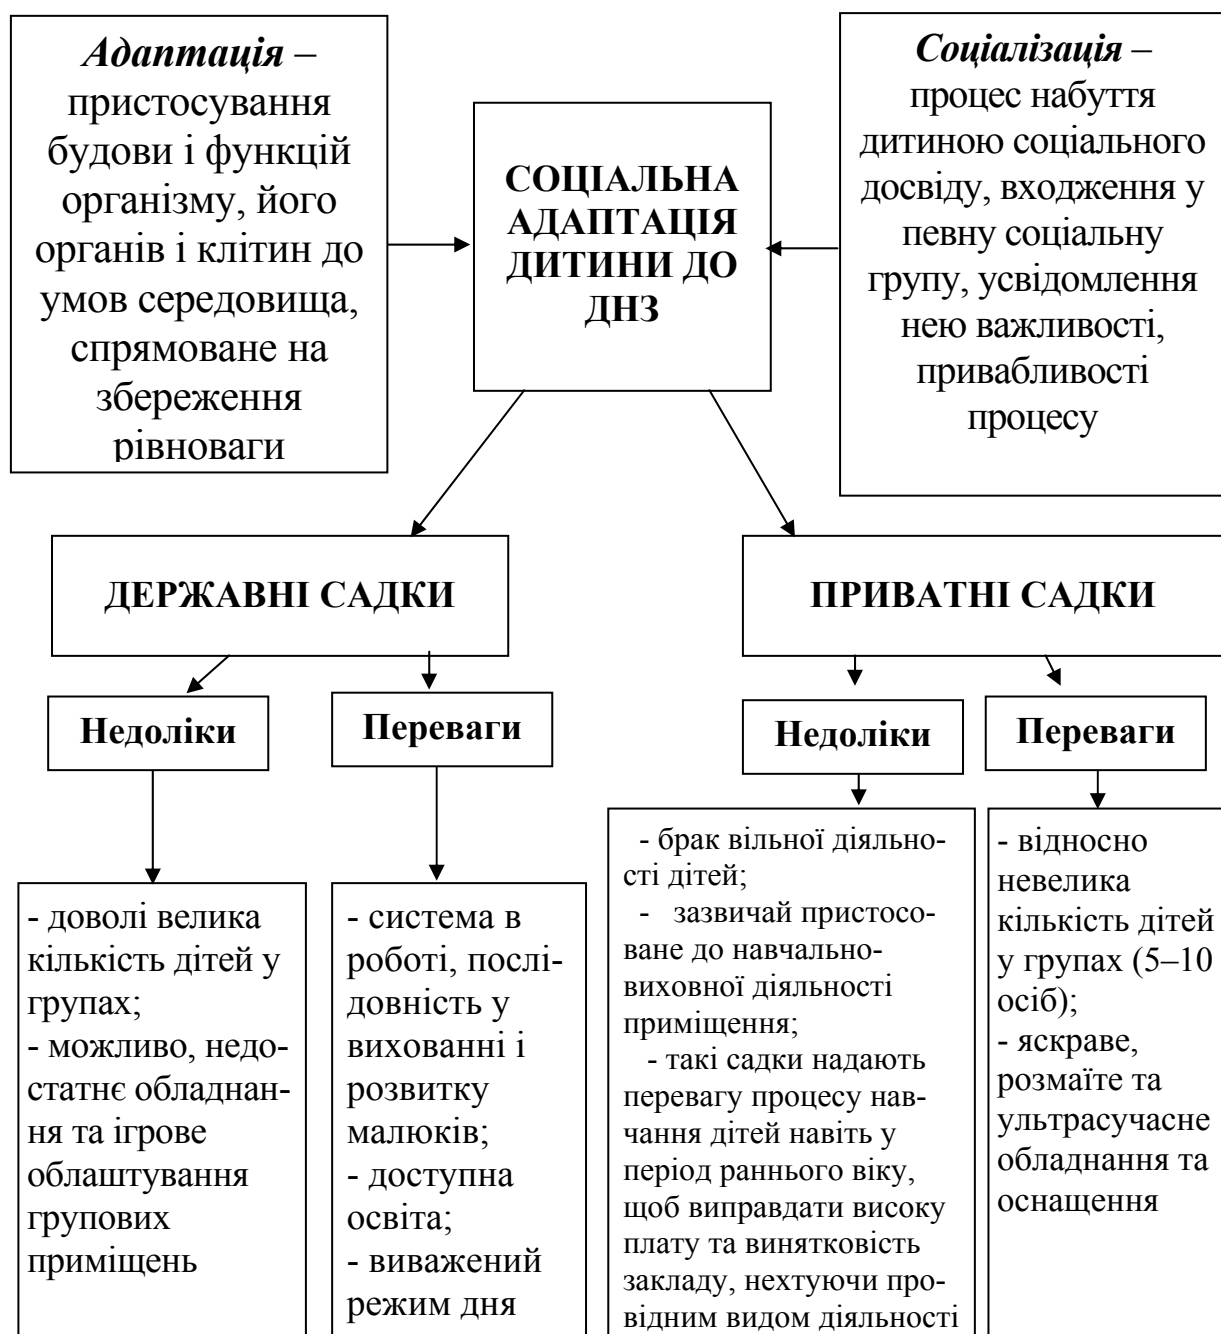 Адаптація –
пристосування
будови і функцій
організму, його
органів і клітин до
умов середовища,
спрямоване на
збереження
рівноваги
СОЦІАЛЬНА
АДАПТАЦІЯ
ДИТИНИ ДО
ДНЗ
Соціалізація –
процес набуття
дитиною соціального
досвіду, входження у
певну соціальну
групу, усвідомлення
нею важливості,
привабливості
процесу
ДЕРЖАВНІ САДКИ
ПРИВАТНІ САДКИ
Недоліки
Переваги
Недоліки
Переваги
- доволі велика
кількість дітей у
групах;
- можливо, недо-
статнє обладнан-
ня та ігрове
облаштування
групових
приміщень
- система в
роботі, послі-
довність у
вихованні і
розвитку
малюків;
- доступна
освіта;
- виважений
режим дня
- брак вільної діяльно-
сті дітей;
- зазвичай пристосо-
ване до навчально-
виховної діяльності
приміщення;
- такі садки надають
перевагу процесу нав-
чання дітей навіть у
період раннього віку,
щоб виправдати високу
плату та винятковість
закладу, нехтуючи про-
відним видом діяльності
- відносно
невелика
кількість дітей
у групах (5–10
осіб);
- яскраве,
розмаїте та
ультрасучасне
обладнання та
оснащення